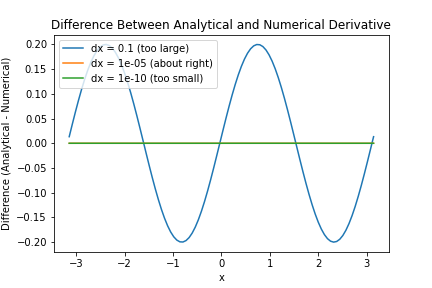 Difference Between Analytical and Numerical Derivative
Difference (Analytical - Numerical)
0.20
0.15
0.10
0.05
0.00
−0.05
−0.10
−0.15
−0.20
dx = 0.1 (too large)
dx = 1e-05 (about right)
dx = 1e-10 (too small)
−3 −2 −1 0 1 2 3
x